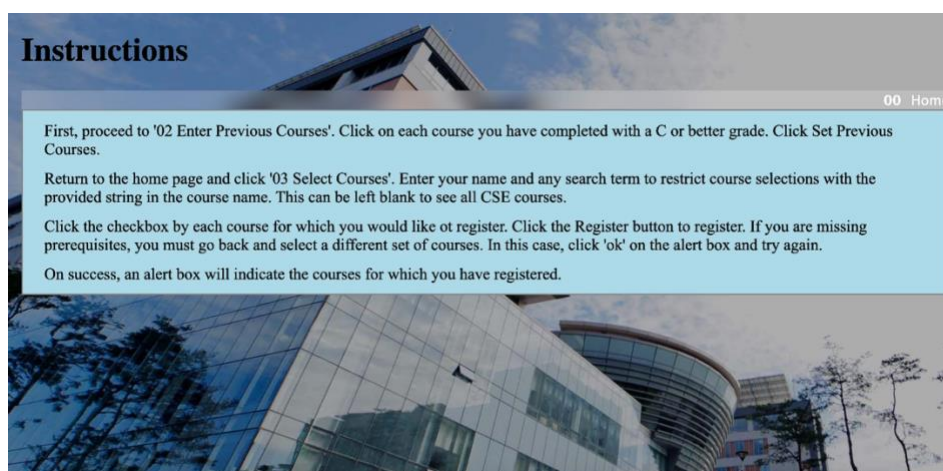 Instructions
00 Home
First, proceed to '02 Enter Previous Courses'. Click on each course you have completed with a C or better grade. Click Set Previous
Courses.
Return to the home page and click '03 Select Courses'. Enter your name and any search term to restrict course selections with the
provided string in the course name. This can be left blank to see all CSE courses.
Click the checkbox by each course for which you would like ot register. Click the Register button to register. If you are missing
prerequisites, you must go back and select a different set of courses. In this case, click 'ok' on the alert box and try again.
On success, an alert box will indicate the courses for which you have registered.